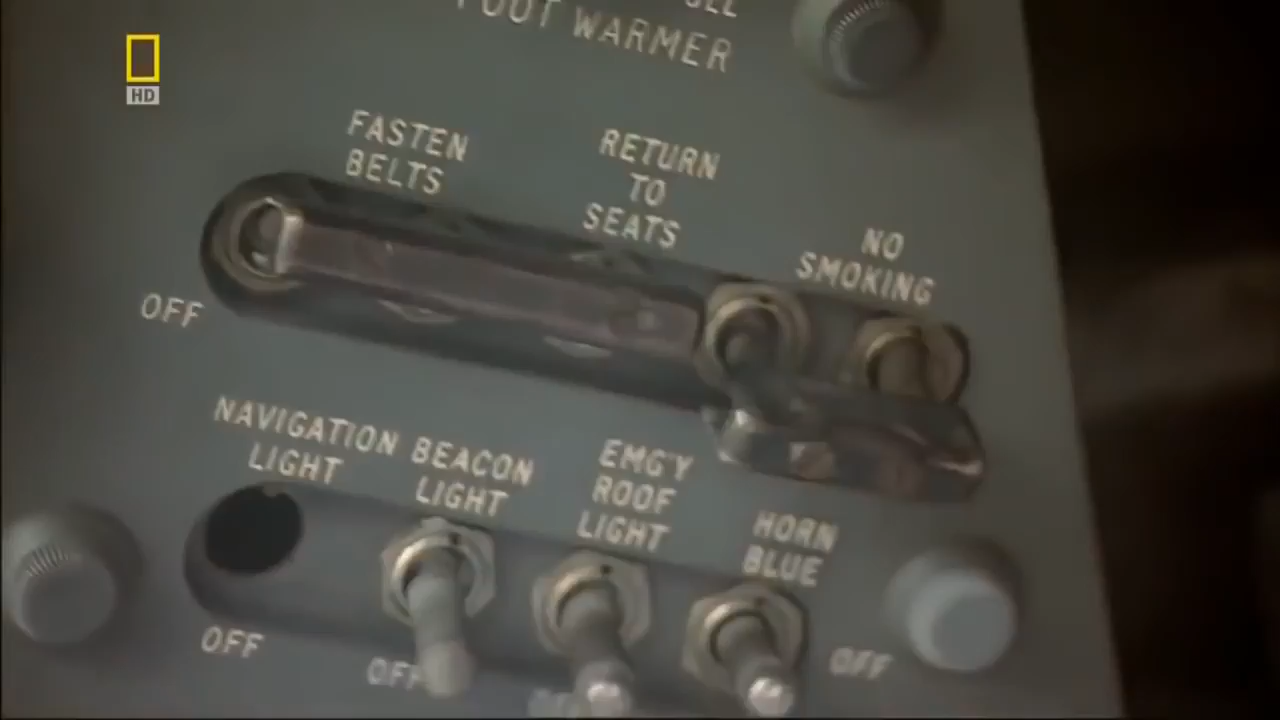 FOOT WARMER
HD
FASTEN
BELTS
RETURN
TO
SEATS
NO
SMOKING
OFF
NAVIGATION
LIGHT
BEACON
LIGHT
EMG'Y
ROOF
LIGHT
HORN
BLUE
OFF
OFF
OFF